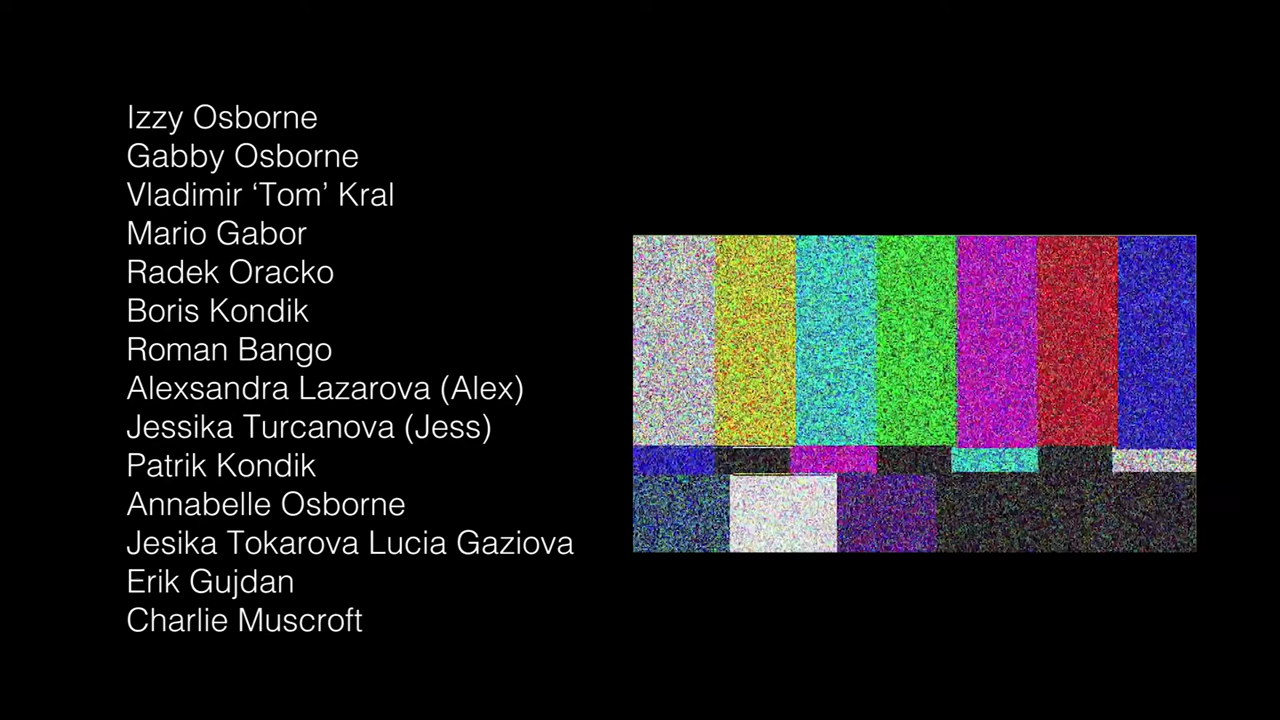 Izzy Osborne
Gabby Osborne
Vladimir ‘Tom’ Kral
Mario Gabor
Radek Oracko
Boris Kondik
Roman Bango
Alexsandra Lazarova (Alex)
Jessika Turcanova (Jess)
Patrik Kondik
Annabelle Osborne
Jesika Tokarova Lucia Gaziova
Erik Gujdan
Charlie Muscroft